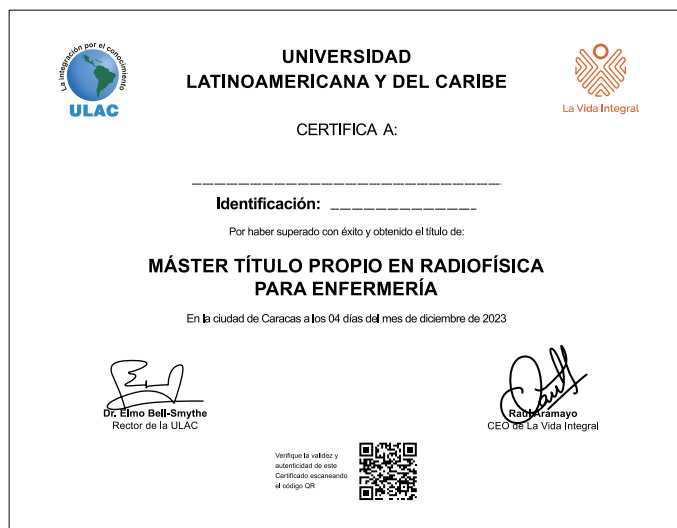 La integración por el conocimiento
ULAC
UNIVERSIDAD
LATINOAMERICANA Y DEL CARIBE
La Vida Integral
CERTIFICA A:
Identificación:
Por haber superado con éxito y obtenido el título de:
MÁSTER TÍTULO PROPIO EN RADIOFÍSICA
PARA ENFERMERÍA
En la ciudad de Caracas a los 04 días del mes de diciembre de 2023
Dr. Elmo Bell-Smythe
Rector de la ULAC
Raúl Aramayo
CEO de La Vida Integral
Verifique la validez y
autenticidad de este
Certificado escaneando
el código QR